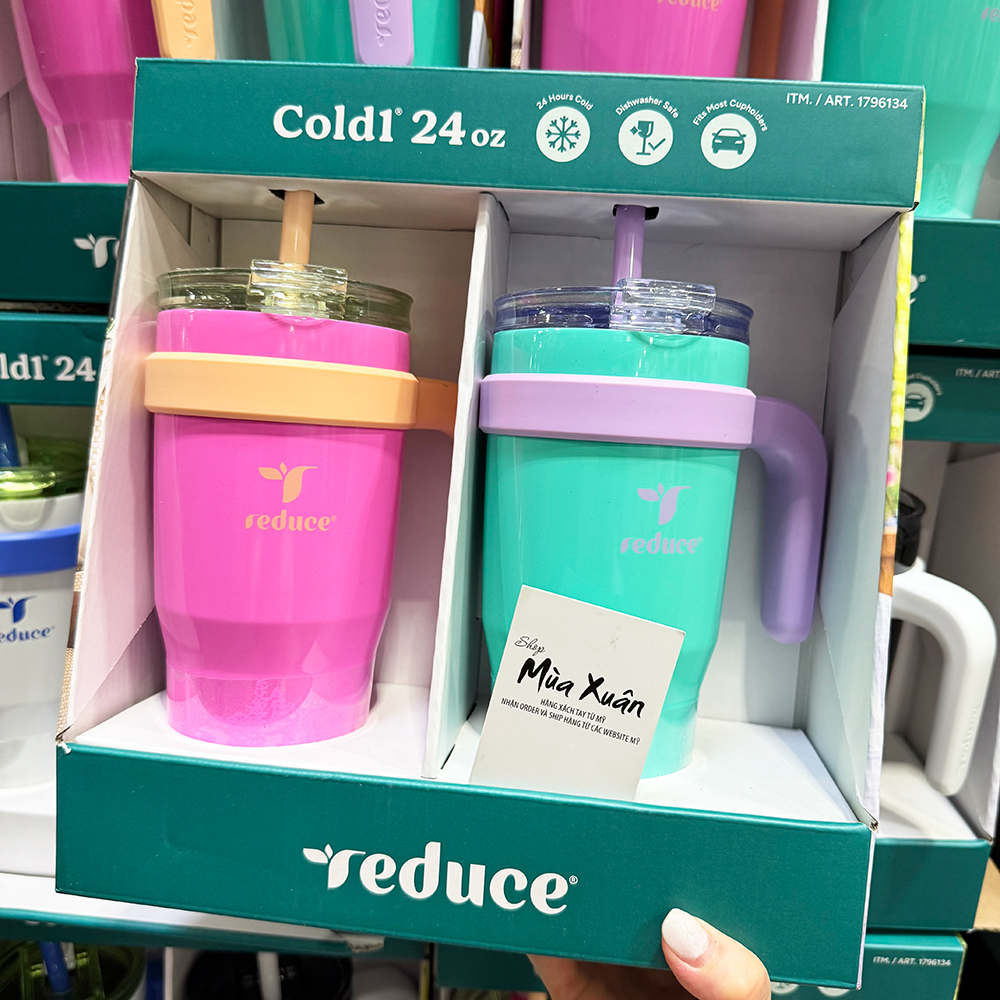 reduce
ITM. / ART. 1796134
Cold1® 24 oz
24 Hours Cold
Dishwasher Safe
Fits Most Cupholders
reduce®
reduce®
Shop
Mùa Xuân
HÀNG XÁCH TAY TỪ MỸ
NHẬN ORDER VÀ SHIP HÀNG TỪ CÁC WEBSITE MỸ
reduce®
ITM. / ART. 1796134